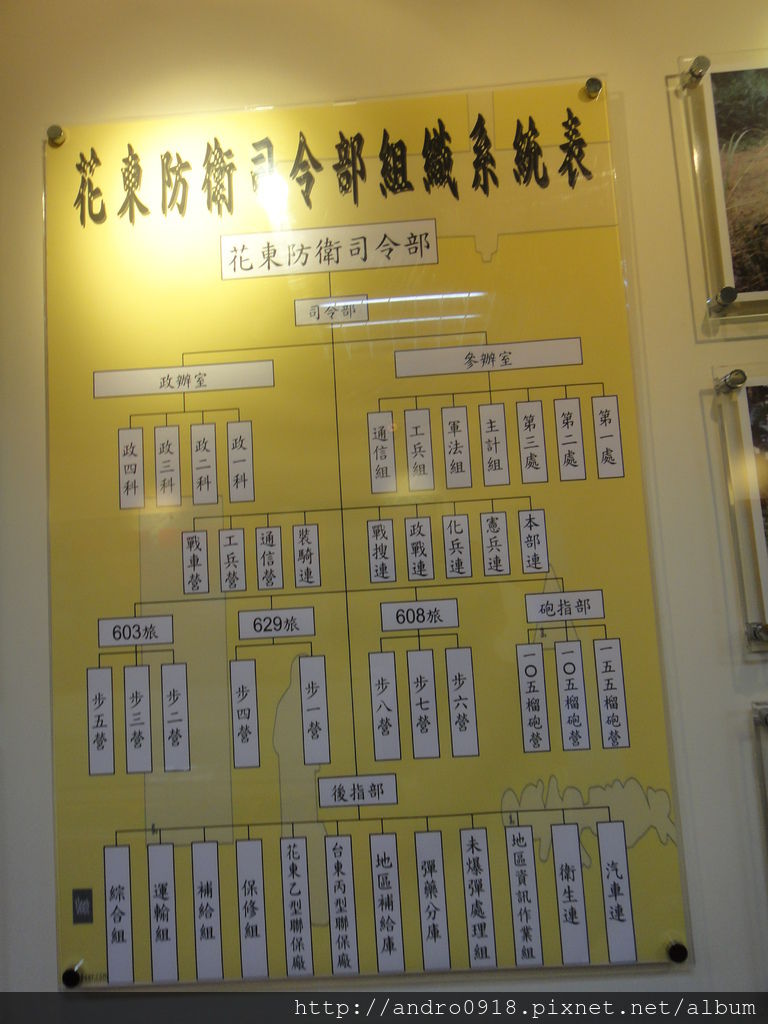 花東防衛司令部組織系統表
花東防衛司令部
司令部
政辦室
參辦室
政四科
政三科
政二科
政一科
通信組
工兵組
軍法組
主計組
第三處
第二處
第一處
戰車營
工兵營
通信營
裝騎連
戰搜連
政戰連
化兵連
憲兵連
本部連
603旅
629旅
608旅
砲指部
步五營
步三營
步二營
步四營
步一營
步八營
步七營
步六營
一〇五榴砲營
一〇五榴砲營
一五五榴砲營
後指部
綜合組
運輸組
補給組
保修組
花東乙型聯保廠
台東丙型聯保廠
地區補給庫
彈藥分庫
未爆彈處理組
地區資訊作業組
衛生連
汽車連
http://andro0918.pixnet.net/album